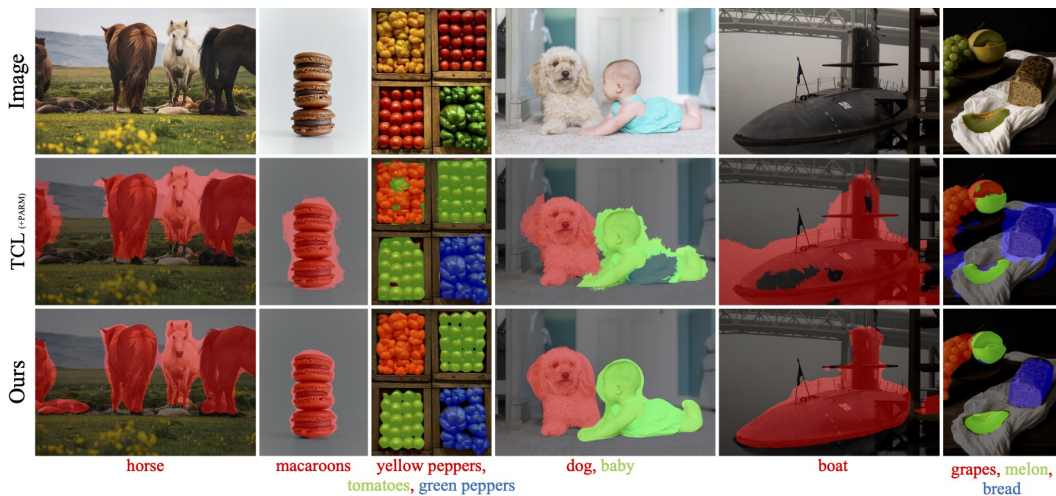 Image
TCL (+PARM)
Ours
horse
macaroons
yellow peppers,
tomatoes, green peppers
dog, baby
boat
grapes, melon,
bread